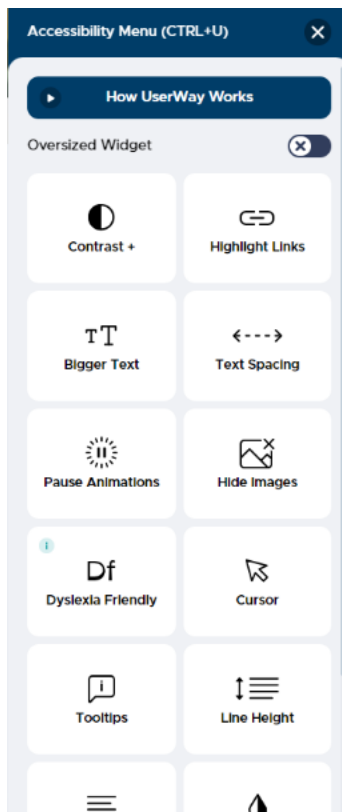 Accessibility Menu (CTRL+U)
How UserWay Works
Oversized Widget
Contrast +
Highlight Links
TT
Bigger Text
Text Spacing
Pause Animations
Hide Images
i
Df
Dyslexia Friendly
Cursor
i
Tooltips
Line Height